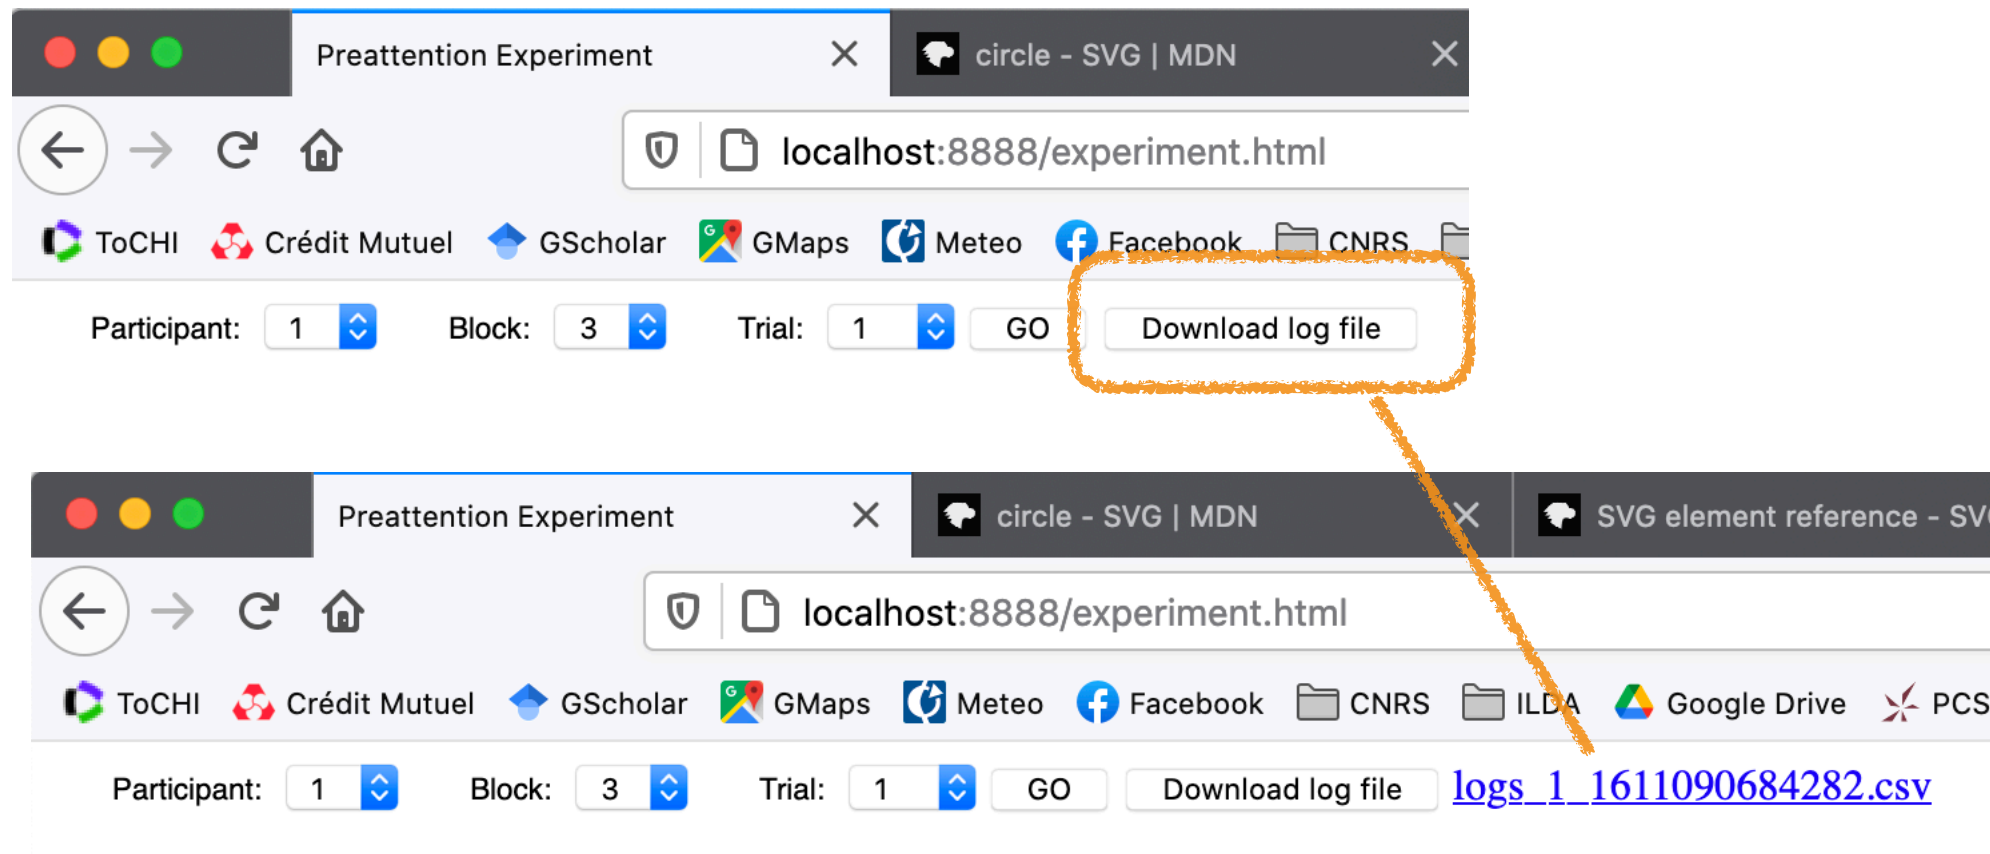 Preattention Experiment circle - SVG | MDN
localhost:8888/experiment.html
ToCHI Crédit Mutuel GScholar GMaps Meteo Facebook CNRS
Participant: 1 Block: 3 Trial: 1 GO Download log file
Preattention Experiment circle - SVG | MDN SVG element reference - SV
localhost:8888/experiment.html
ToCHI Crédit Mutuel GScholar GMaps Meteo Facebook CNRS ILDA Google Drive PCS
Participant: 1 Block: 3 Trial: 1 GO Download log file logs_1_1611090684282.csv